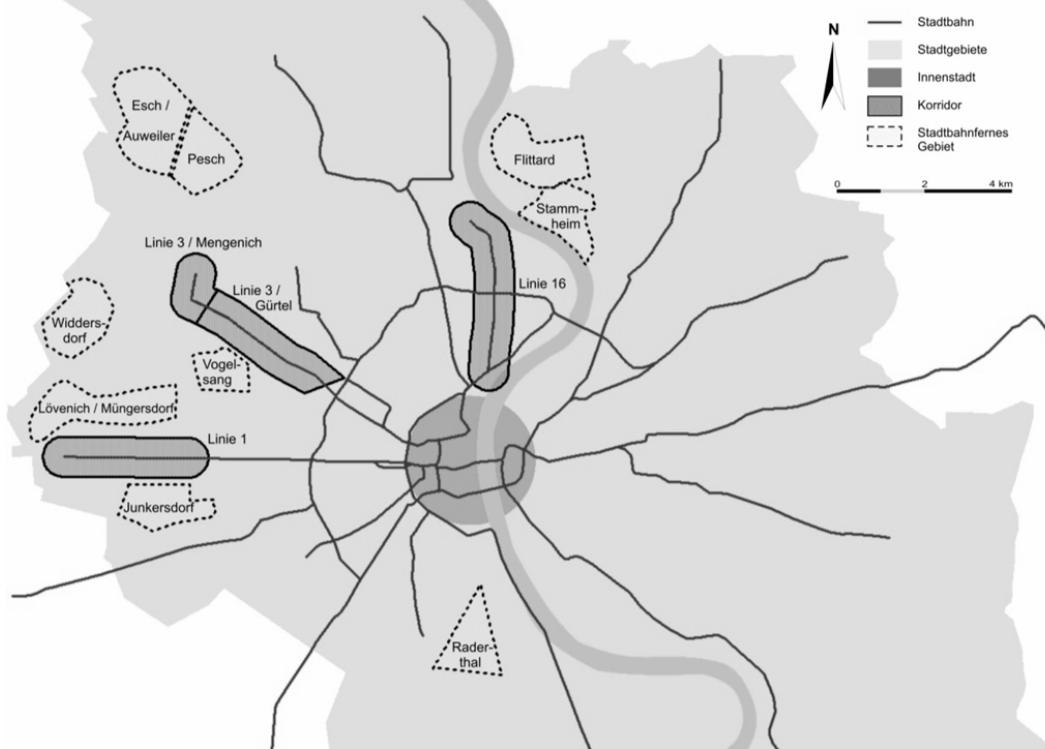 N
Stadtbahn
Stadtgebiete
Innenstadt
Korridor
Stadtbahnfernes
Gebiet
0 2 4 km
Esch /
Auweiler
Pesch
Flittard
Stamm-
heim
Linie 3 / Mengenich
Linie 3 /
Gürtel
Linie 16
Widders-
dorf
Vogel-
sang
Lövenich / Müngersdorf
Linie 1
Junkersdorf
Rader-
thal